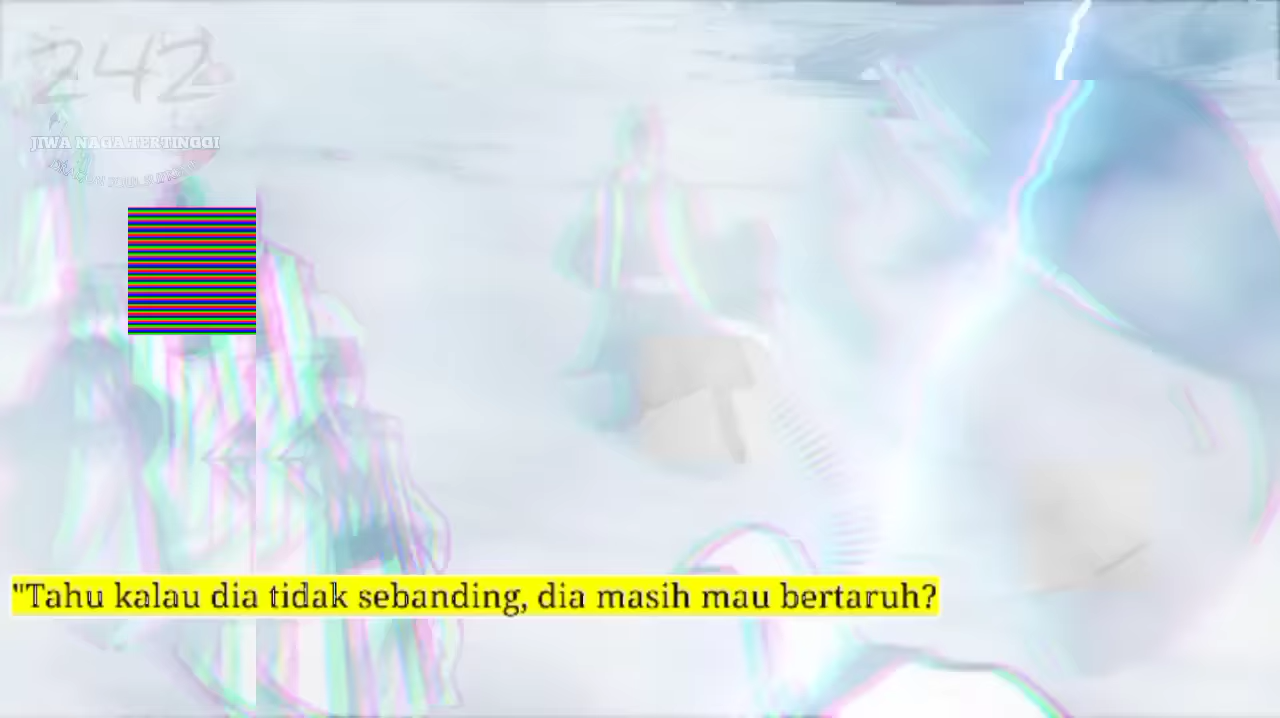 242
JIWA NAGA TERTINGGI
"Tahu kalau dia tidak sebanding, dia masih mau bertaruh?